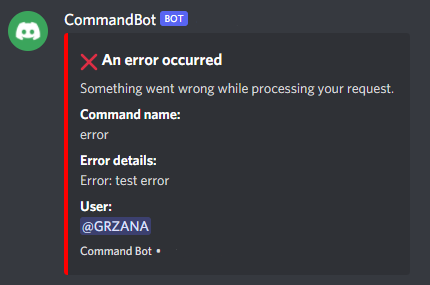 CommandBot BOT
❌ An error occurred
Something went wrong while processing your request.
Command name:
error
Error details:
Error: test error
User:
@GRZANA
Command Bot •